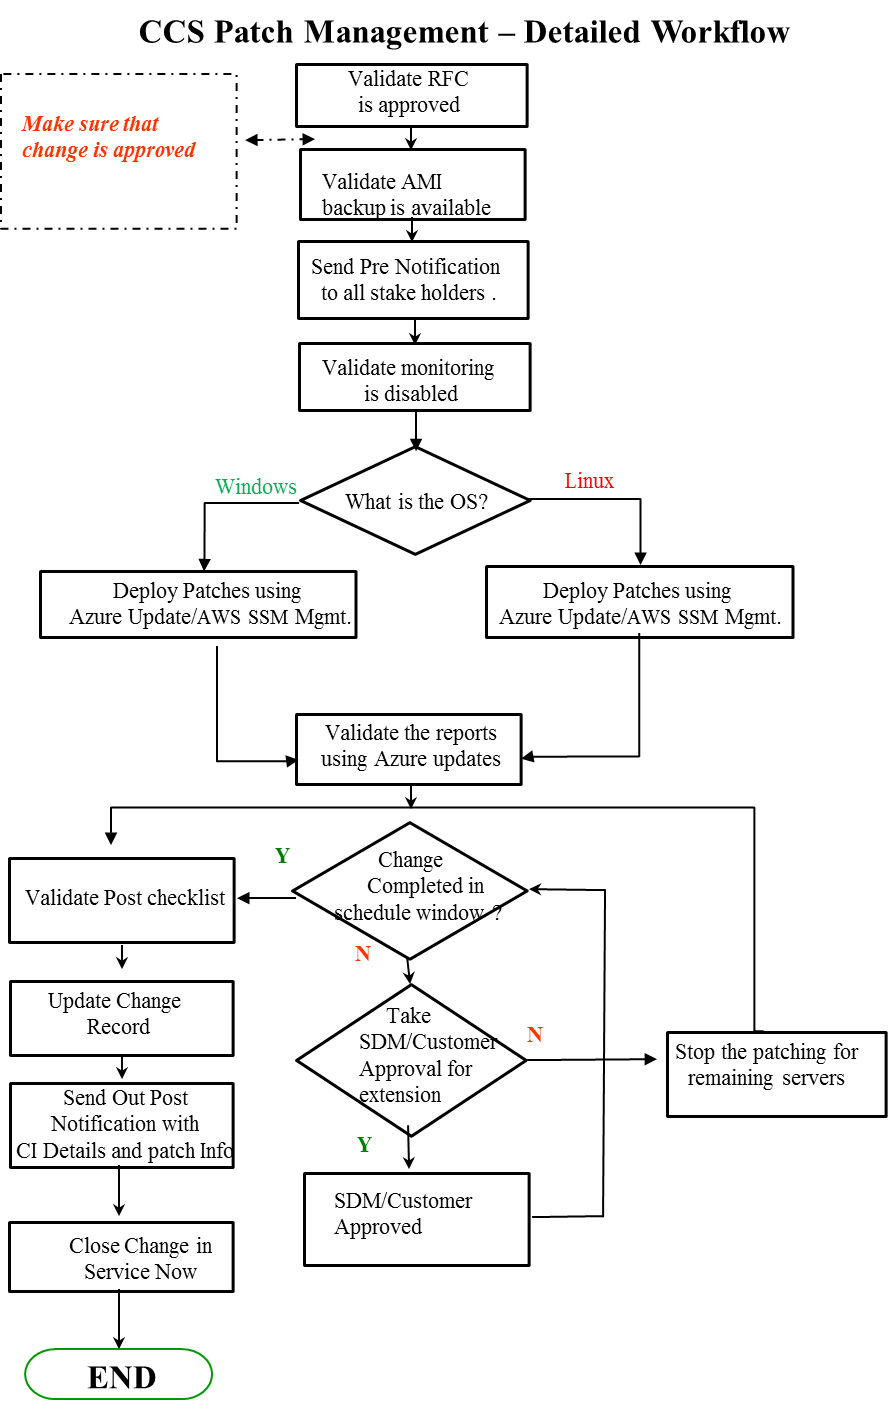 CCS Patch Management – Detailed Workflow
Validate RFC
is approved
Make sure that
change is approved
Validate AMI
backup is available
Send Pre Notification
to all stake holders .
Validate monitoring
is disabled
Windows
What is the OS?
Linux
Deploy Patches using
Azure Update/AWS SSM Mgmt.
Deploy Patches using
Azure Update/AWS SSM Mgmt.
Validate the reports
using Azure updates
Y
Change
Completed in
schedule window ?
Validate Post checklist
N
Update Change
Record
Take
SDM/Customer
Approval for
extension
N
Stop the patching for
remaining servers
Send Out Post
Notification with
CI Details and patch Info
Y
SDM/Customer
Approved
Close Change in
Service Now
END